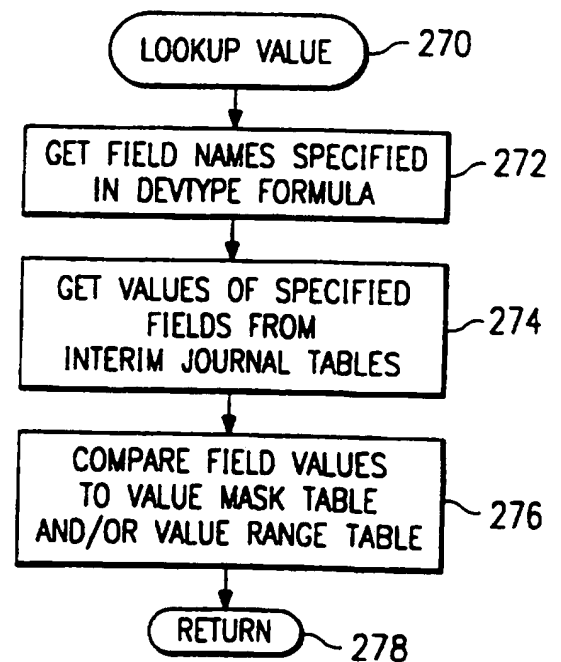 LOOKUP VALUE
270
GET FIELD NAMES SPECIFIED
IN DEVTYPE FORMULA
272
GET VALUES OF SPECIFIED
FIELDS FROM
INTERIM JOURNAL TABLES
274
COMPARE FIELD VALUES
TO VALUE MASK TABLE
AND/OR VALUE RANGE TABLE
276
RETURN
278